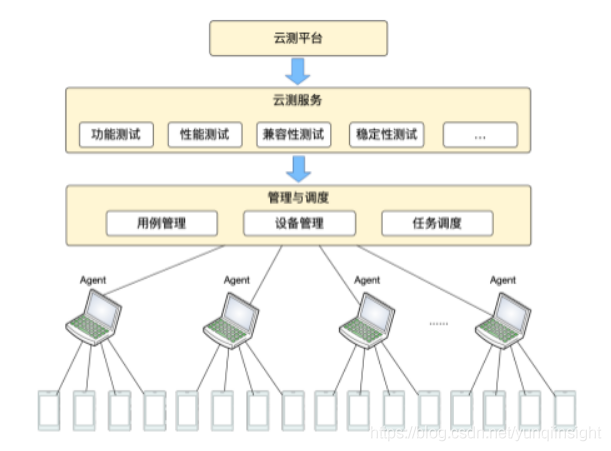 云测平台
云测服务
功能测试 性能测试 兼容性测试 稳定性测试 ...
管理与调度
用例管理 设备管理 任务调度
Agent Agent Agent Agent
......
https://blog.csdn.net/yunqiinsight